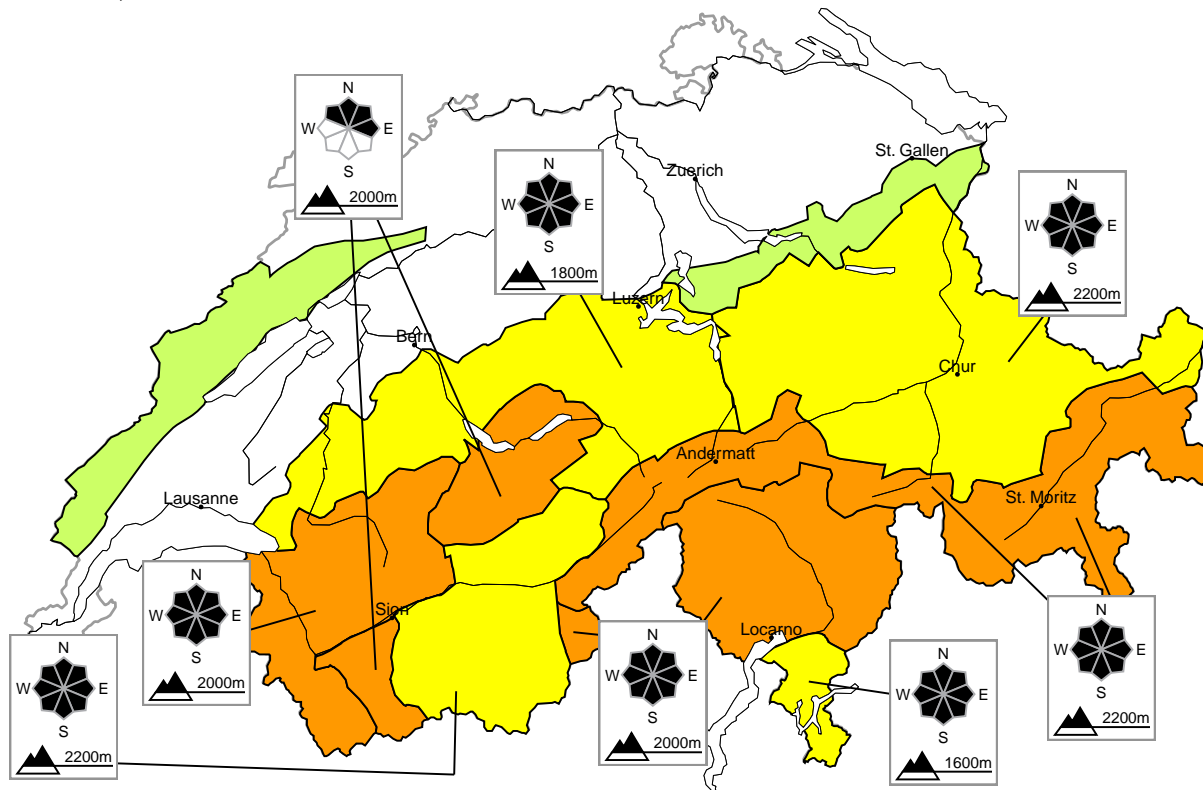 N
W E
S
2000m
N
W E
S
1800m
N
W E
S
2200m
St. Gallen
Zuerich
Luzern
Bern
Chur
Andermatt
Lausanne
St. Moritz
Sion
Locarno
N
W E
S
2000m
N
W E
S
2200m
N
W E
S
2000m
N
W E
S
1600m
N
W E
S
2200m